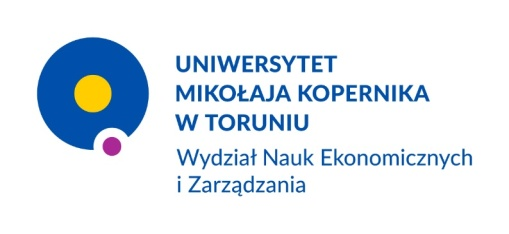 UNIWERSYTET
MIKOŁAJA KOPERNIKA
W TORUNIU
Wydział Nauk Ekonomicznych
i Zarządzania